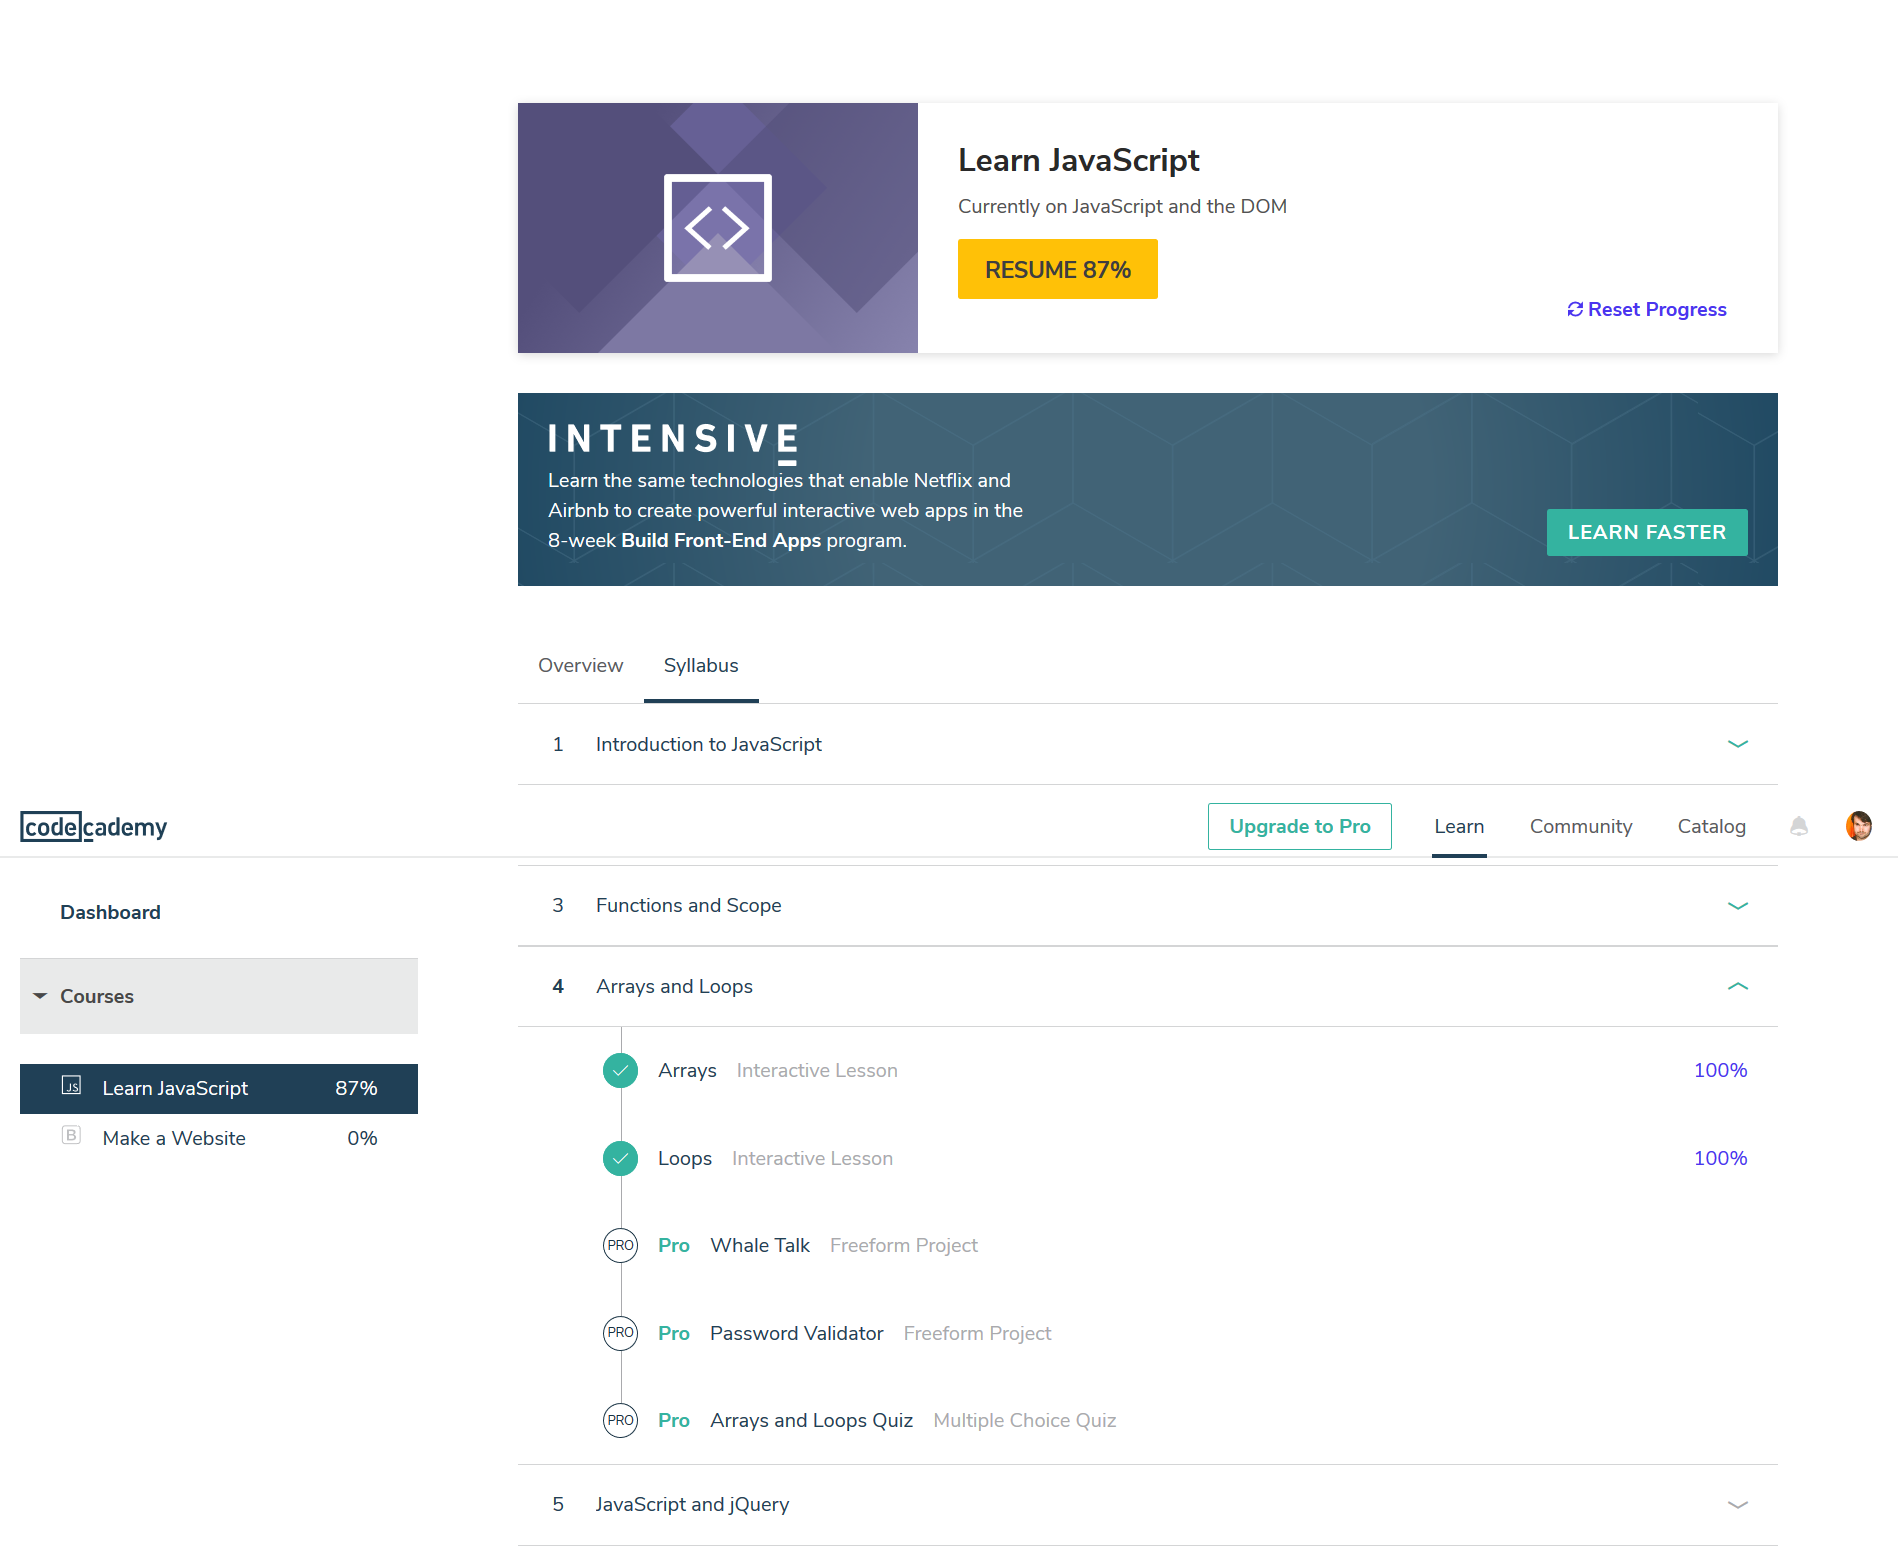 Learn JavaScript
Currently on JavaScript and the DOM
RESUME 87%
Reset Progress
INTENSIVE
Learn the same technologies that enable Netflix and
Airbnb to create powerful interactive web apps in the
8-week Build Front-End Apps program.
LEARN FASTER
Overview Syllabus
1 Introduction to JavaScript
codecademy Upgrade to Pro Learn Community Catalog
3 Functions and Scope
Dashboard
Courses
JS Learn JavaScript 87%
B Make a Website 0%
4 Arrays and Loops
Arrays Interactive Lesson 100%
Loops Interactive Lesson 100%
PRO Pro Whale Talk Freeform Project
PRO Pro Password Validator Freeform Project
PRO Pro Arrays and Loops Quiz Multiple Choice Quiz
5 JavaScript and jQuery